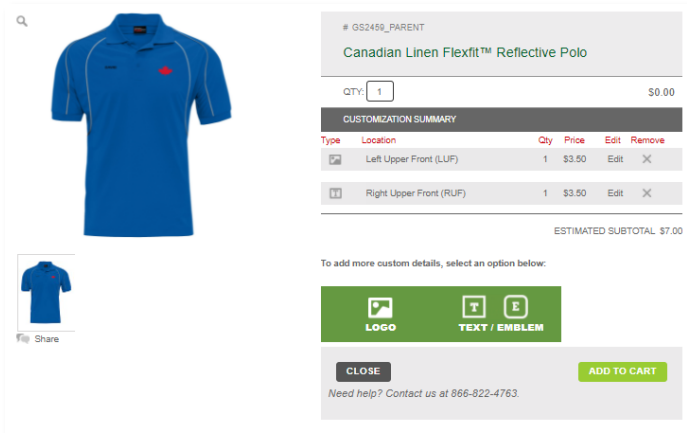 # GS2459_PARENT
Canadian Linen Flexfit™ Reflective Polo
QTY: 1 $0.00
CUSTOMIZATION SUMMARY
Type Location Qty Price Edit Remove
Left Upper Front (LUF) 1 $3.50 Edit
T Right Upper Front (RUF) 1 $3.50 Edit
ESTIMATED SUBTOTAL $7.00
To add more custom details, select an option below:
T E
LOGO TEXT / EMBLEM
Share
CLOSE ADD TO CART
Need help? Contact us at 866-822-4763.